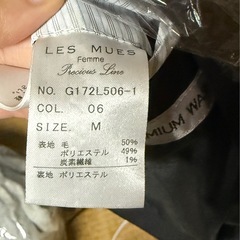 LES MUES
Femme
Precious Line
NO. G172L506-1
COL. 06
SIZE. M
表地 毛 50%
ポリエステル 49%
炭素繊維 1%
裏地 ポリエステル